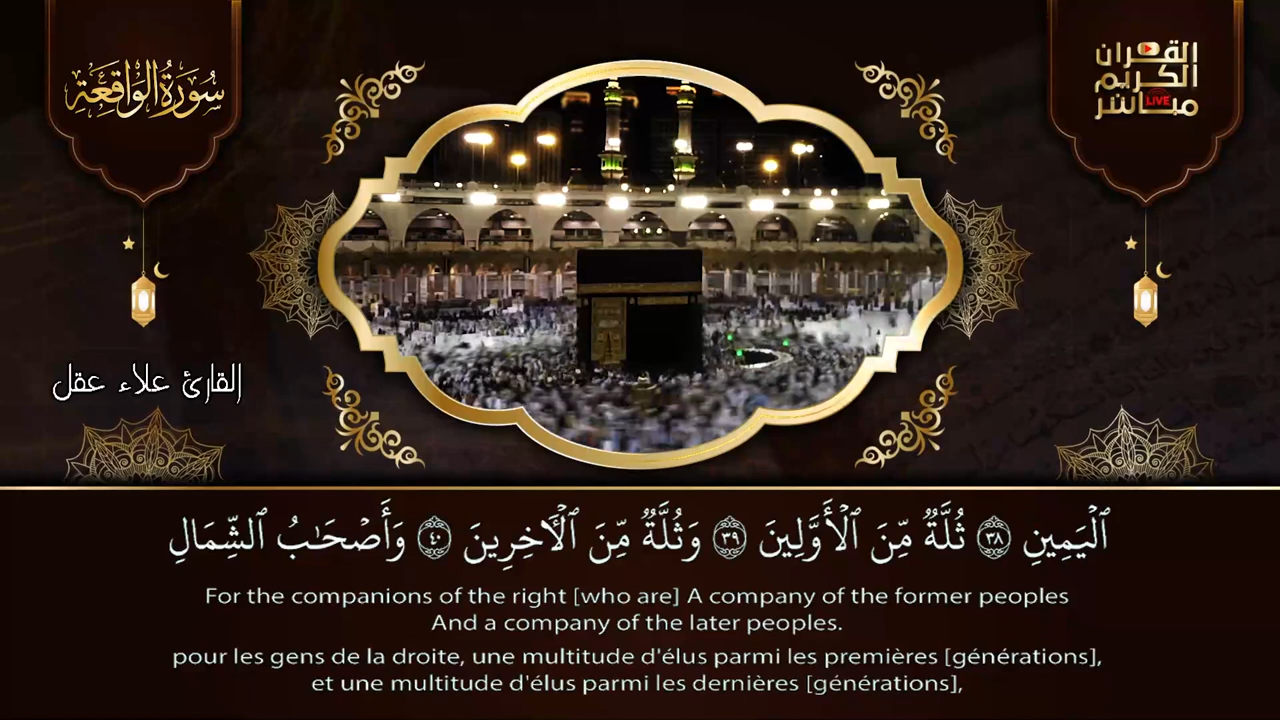 سُورَةُ الْوَاقِعَة
القرآن
الكريم
مباشر
LIVE
القارئ علاء عقل
ٱلْيَمِينِ ٣٨ ثُلَّةٌ مِّنَ ٱلْأَوَّلِينَ ٣٩ وَثُلَّةٌ مِّنَ ٱلْأَخِرِينَ ٤٠ وَأَصْحَٰبُ ٱلشِّمَالِ
For the companions of the right [who are] A company of the former peoples
And a company of the later peoples.
pour les gens de la droite, une multitude d'élus parmi les premières [générations],
et une multitude d'élus parmi les dernières [générations],